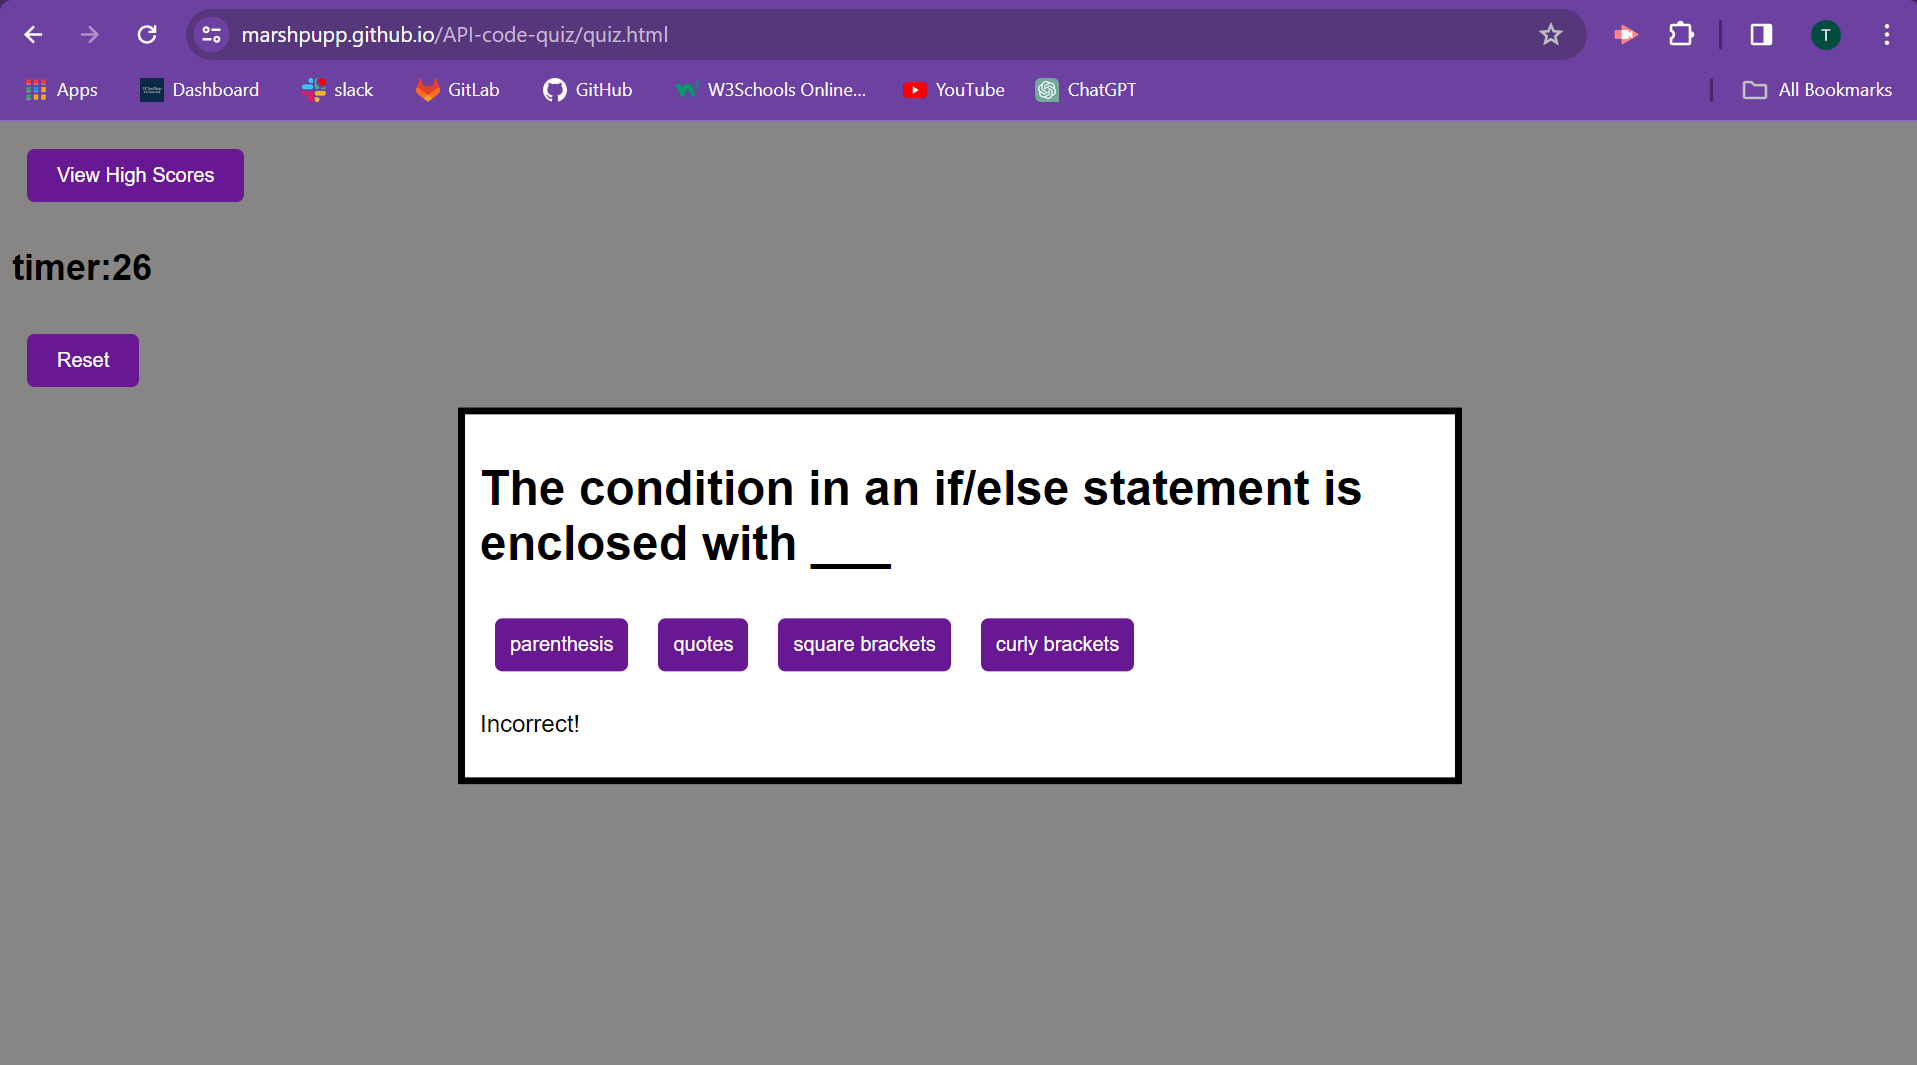 marshpupp.github.io/API-code-quiz/quiz.html
T
Apps
Dashboard
slack
GitLab
GitHub
W3Schools Online...
YouTube
ChatGPT
All Bookmarks
View High Scores
timer:26
Reset
The condition in an if/else statement is
enclosed with ___
parenthesis
quotes
square brackets
curly brackets
Incorrect!